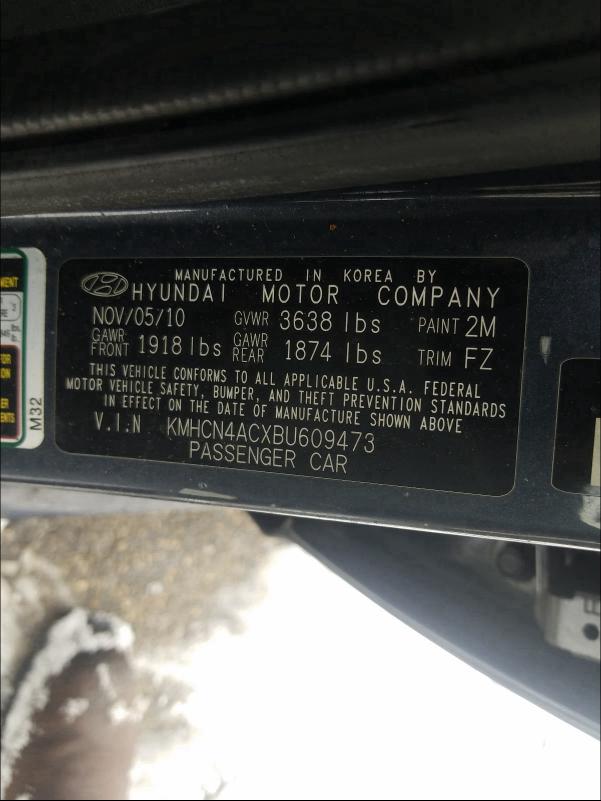 MANUFACTURED IN KOREA BY
HYUNDAI MOTOR COMPANY
NOV/05/10 GVWR 3638 lbs PAINT 2M
GAWR FRONT 1918 lbs GAWR REAR 1874 lbs TRIM FZ
THIS VEHICLE CONFORMS TO ALL APPLICABLE U.S.A. FEDERAL
MOTOR VEHICLE SAFETY, BUMPER, AND THEFT PREVENTION STANDARDS
IN EFFECT ON THE DATE OF MANUFACTURE SHOWN ABOVE
V.I.N KMHCN4ACXBU609473
PASSENGER CAR
M32